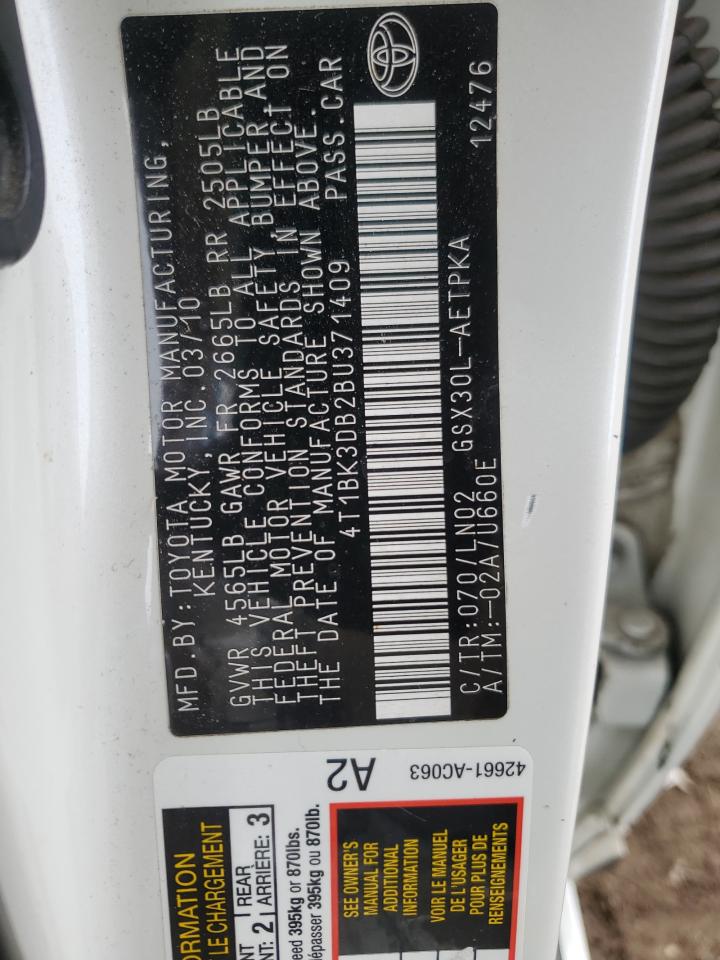 MFD.BY:TOYOTA MOTOR MANUFACTURING,
KENTUCKY, INC.03/10
GVWR 4565LB GAWR FR 2665LB RR 2505LB
THIS VEHICLE CONFORMS TO ALL APPLICABLE
FEDERAL MOTOR VEHICLE SAFETY, BUMPER, AND
THEFT PREVENTION STANDARDS IN EFFECT ON
THE DATE OF MANUFACTURE SHOWN ABOVE.
4T1BK3DB2BU371409 PASS.CAR
C/TR:070/LN02 GSX30L-AETPKA
A/TM:-02A/U660E 12476
42661-AC063
A2
LE CHARGEMENT
2 REAR
ARRIÈRE: 3
395kg or 870lbs.
395kg ou 870lb.
SEE OWNER'S
MANUAL FOR
ADDITIONAL
INFORMATION
VOIR LE MANUEL
DE L'USAGER
POUR PLUS DE
RENSEIGNEMENTS